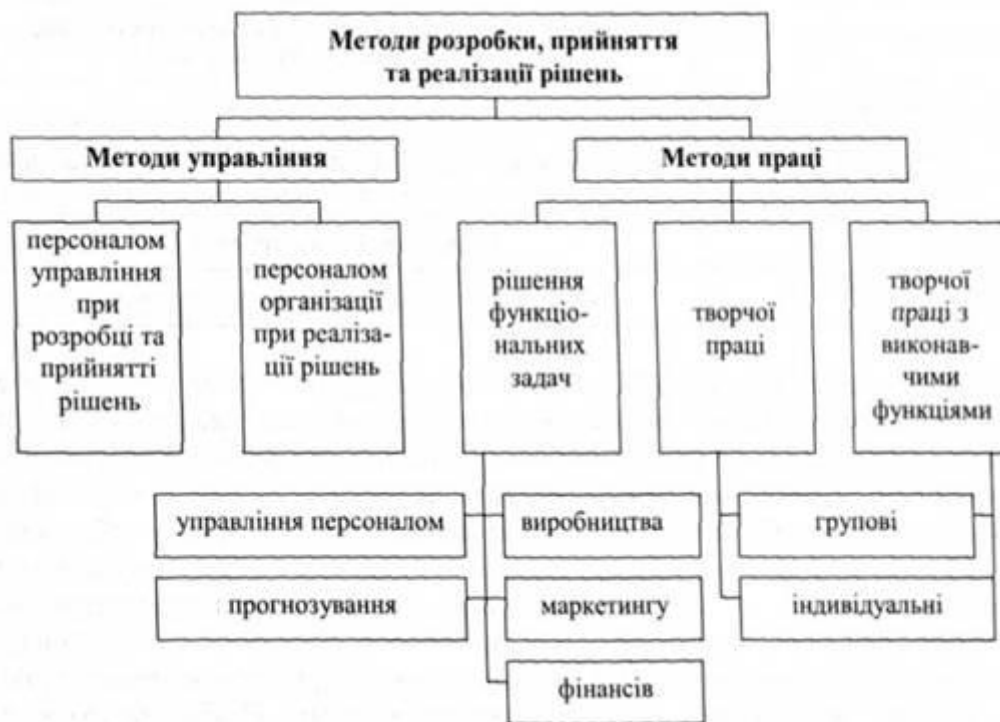 Методи розробки, прийняття
та реалізації рішень
Методи управління
Методи праці
персоналом
управління
при
розробці та
прийнятті
рішень
персоналом
організації
при реаліза-
ції рішень
рішення
функціо-
нальних
задач
творчої
праці
творчої
праці з
виконав-
чими
функціями
управління персоналом
виробництва
групові
прогнозування
маркетингу
індивідуальні
фінансів